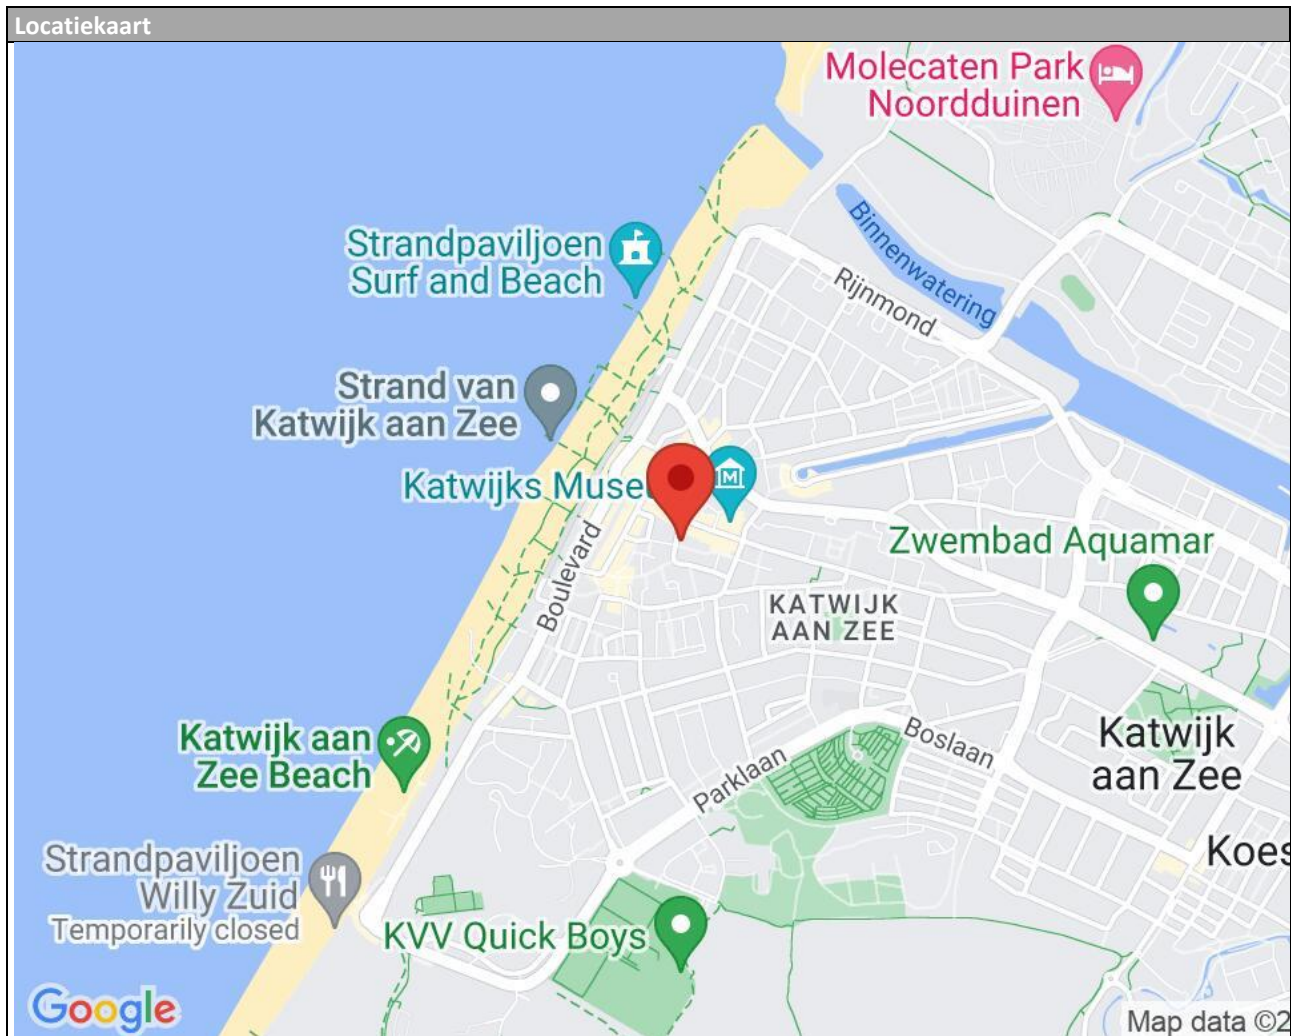 Locatiekaart
Molecaten Park
Noordduinen
Strandpaviljoen
Surf and Beach
Binnenwatering
Rijnmond
Strand van
Katwijk aan Zee
Katwijks Muse
Boulevard
Zwembad Aquamar
KATWIJK
AAN ZEE
Katwijk aan
Zee Beach
Parklaan
Boslaan
Katwijk
aan Zee
Koes
Strandpaviljoen
Willy Zuid
Temporarily closed
KVV Quick Boys
Google
Map data ©2